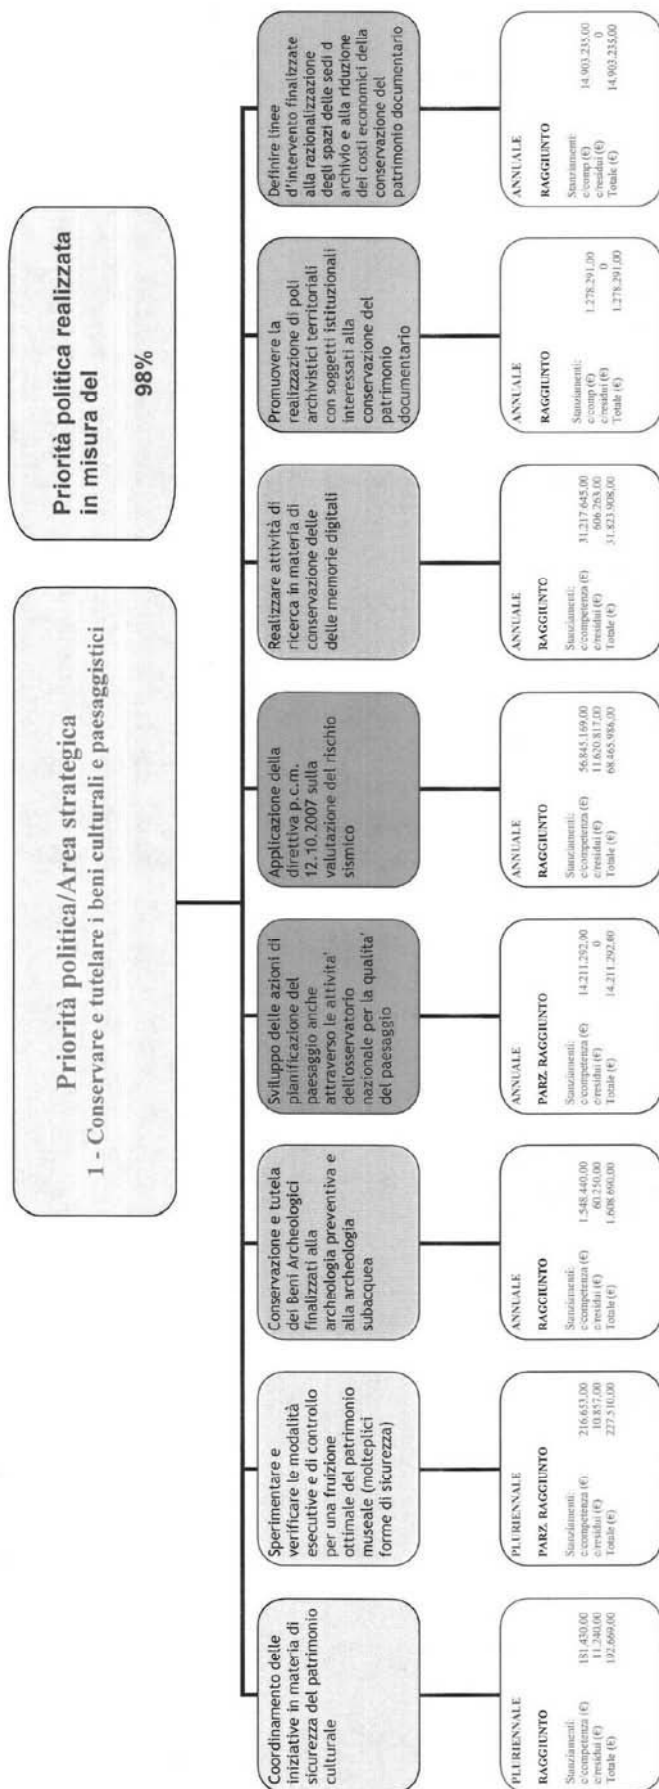 Priorità politica/Area strategica
1 - Conservare e tutelare i beni culturali e paesaggistici
Priorità politica realizzata
in misura del
98%
Coordinamento delle
iniziative in materia di
sicurezza del patrimonio
culturale
PLURIENNALE
RAGGIUNTO
Stanziamenti:
c/competenza (€) 181.430,00
c/residui (€) 11.240,00
Totale (€) 192.669,00
Sperimentare e
verificare le modalità
esecutive e di controllo
per una fruizione
ottimale del patrimonio
museale (molteplici
forme di sicurezza)
PLURIENNALE
PARZ. RAGGIUNTO
Stanziamenti:
c/competenza (€) 216.653,00
c/residui (€) 10.857,00
Totale (€) 227.510,00
Conservazione e tutela
dei Beni Archeologici
finalizzati alla
archeologia preventiva e
alla archeologia
subacquea
ANNUALE
RAGGIUNTO
Stanziamenti:
c/competenza (€) 1.548.440,00
c/residui (€) 60.250,00
Totale (€) 1.608.690,00
Sviluppo delle azioni di
pianificazione del
paesaggio anche
attraverso le attivita'
dell'osservatorio
nazionale per la qualita'
del paesaggio
ANNUALE
PARZ. RAGGIUNTO
Stanziamenti:
c/competenza (€) 14.211.292,00
c/residui (€) 0
Totale (€) 14.211.292,00
Applicazione della
direttiva p.c.m.
12.10.2007 sulla
valutazione del rischio
sismico
ANNUALE
RAGGIUNTO
Stanziamenti:
c/competenza (€) 56.845.169,00
c/residui (€) 11.620.817,00
Totale (€) 68.465.986,00
Realizzare attività di
ricerca in materia di
conservazione delle
delle memorie digitali
ANNUALE
RAGGIUNTO
Stanziamenti:
c/competenza (€) 31.217.645,00
c/residui (€) 606.263,00
Totale (€) 31.823.908,00
Promuovere la
realizzazione di poli
archivistici territoriali
con soggetti istituzionali
interessati alla
conservazione del
patrimonio
documentario
ANNUALE
RAGGIUNTO
Stanziamenti:
c/comp (€) 1.278.291,00
c/residui (€) 0
Totale (€) 1.278.291,00
Definire linee
d'intervento finalizzate
alla razionalizzazione
degli spazi delle sedi d
archivio e alla riduzione
dei costi economici della
conservazione del
patrimonio documentario
ANNUALE
RAGGIUNTO
Stanziamenti:
c/comp (€) 14.903.235,00
c/residui (€) 0
Totale (€) 14.903.235,00